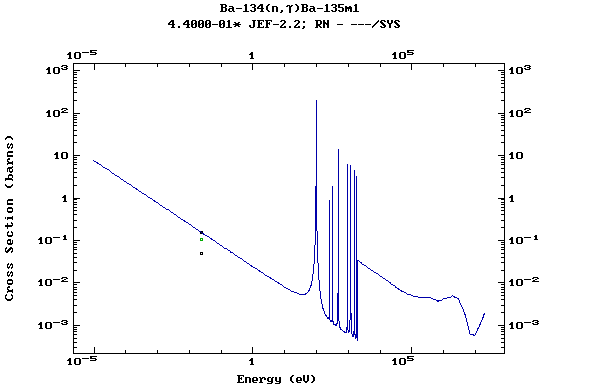 Ba-134(n,γ)Ba-135m1
4.4000-01* JEF-2.2; RN - ---/SYS
10⁻⁵ 1 10⁵
10³ 10³
10² 10²
10 10
1 1
10⁻¹ 10⁻¹
10⁻² 10⁻²
10⁻³ 10⁻³
Cross Section (barns)
10⁻⁵ 1 10⁵
Energy (eV)